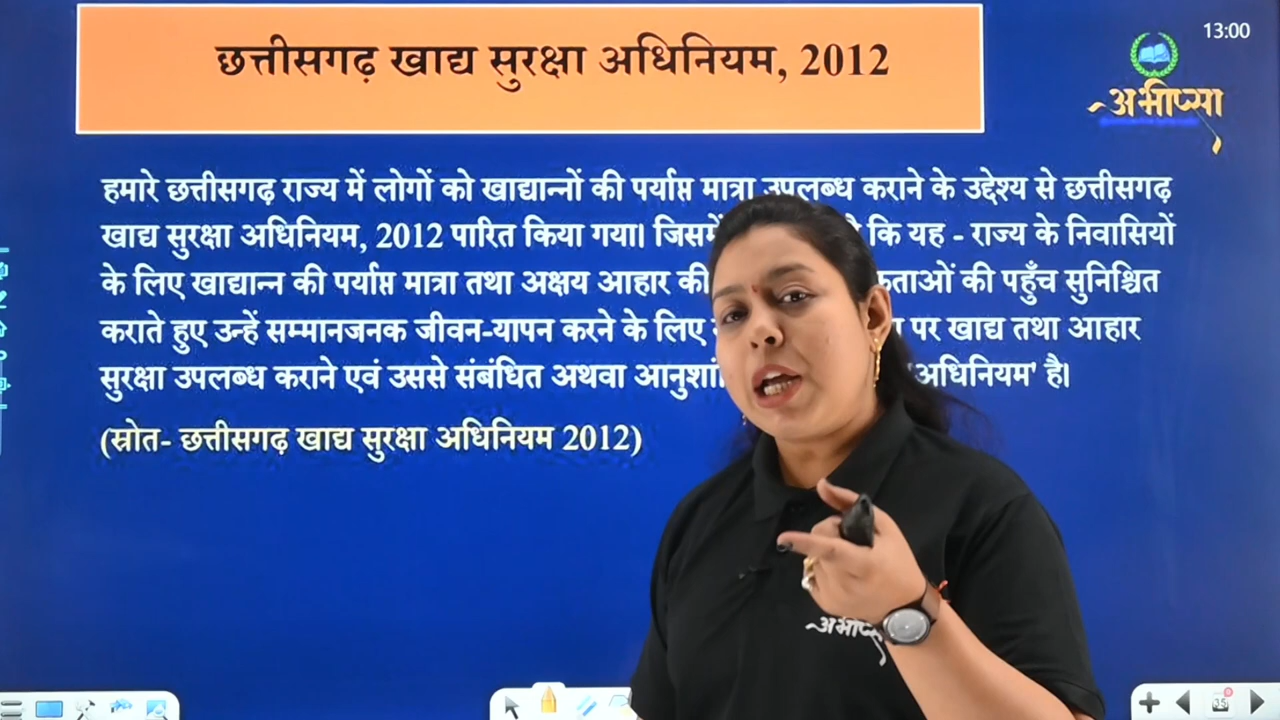 छत्तीसगढ़ खाद्य सुरक्षा अधिनियम, 2012
13:00
अभीप्सा
हमारे छत्तीसगढ़ राज्य में लोगों को खाद्यान्नों की पर्याप्त मात्रा उपलब्ध कराने के उद्देश्य से छत्तीसगढ़
खाद्य सुरक्षा अधिनियम, 2012 पारित किया गया। जिसमें है कि यह - राज्य के निवासियों
के लिए खाद्यान्न की पर्याप्त मात्रा तथा अक्षय आहार की पहुँच सुनिश्चित
कराते हुए उन्हें सम्मानजनक जीवन-यापन करने के लिए पर खाद्य तथा आहार
सुरक्षा उपलब्ध कराने एवं उससे संबंधित अथवा अधिनियम' है।
(स्रोत- छत्तीसगढ़ खाद्य सुरक्षा अधिनियम 2012)